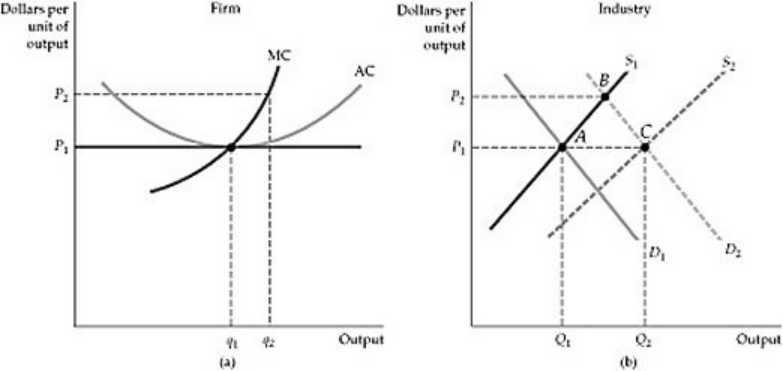 Dollars per
unit of
output
Firm
MC
AC
P₂
P₁
q₁
q₂
Output
(a)
Dollars per
unit of
output
Industry
S₁
S₂
B
P₂
A
C
P₁
D₁
D₂
Q₁
Q₂
Output
(b)